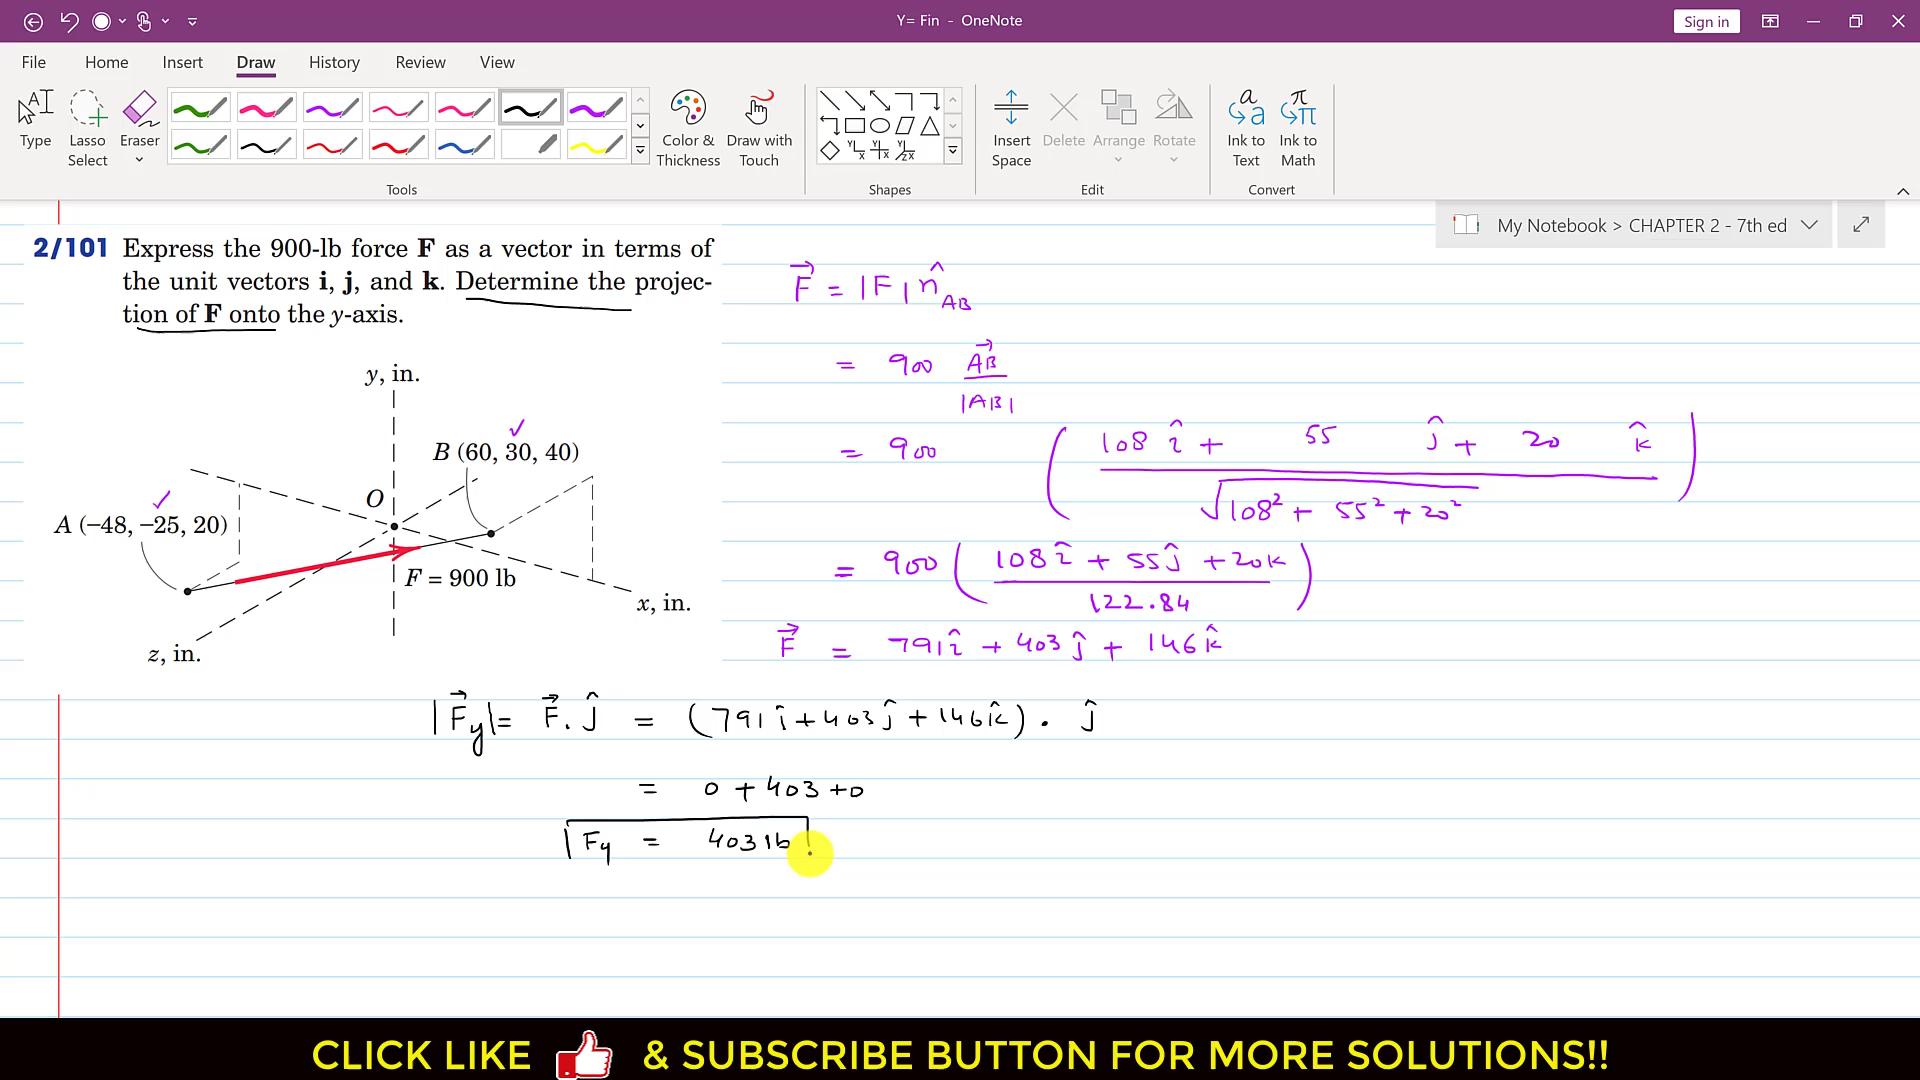 Y= Fin - OneNote
Sign in
File Home Insert Draw History Review View
Type
Lasso Select
Eraser
Color & Thickness
Draw with Touch
Insert Space
Delete
Arrange
Rotate
Ink to Text
Ink to Math
Tools
Shapes
Edit
Convert
My Notebook > CHAPTER 2 - 7th ed
2/101 Express the 900-lb force F as a vector in terms of
the unit vectors i, j, and k. Determine the projec-
tion of F onto the y-axis.
y, in.
B (60, 30, 40)
O
A (–48, –25, 20)
F = 900 lb
x, in.
z, in.
F⃗ = |F| n̂ AB
= 900 AB⃗ / |AB|
= 900 ( 108 î + 55 ĵ + 20 k̂ / √108² + 55² + 20² )
= 900 ( 108î + 55ĵ + 20k / 122.84 )
F⃗ = 791î + 403ĵ + 146k̂
|F⃗y| = F⃗ . ĵ = (791î + 403ĵ + 146k̂) . ĵ
= 0 + 403 + 0
Fy = 403 lb
CLICK LIKE & SUBSCRIBE BUTTON FOR MORE SOLUTIONS!!